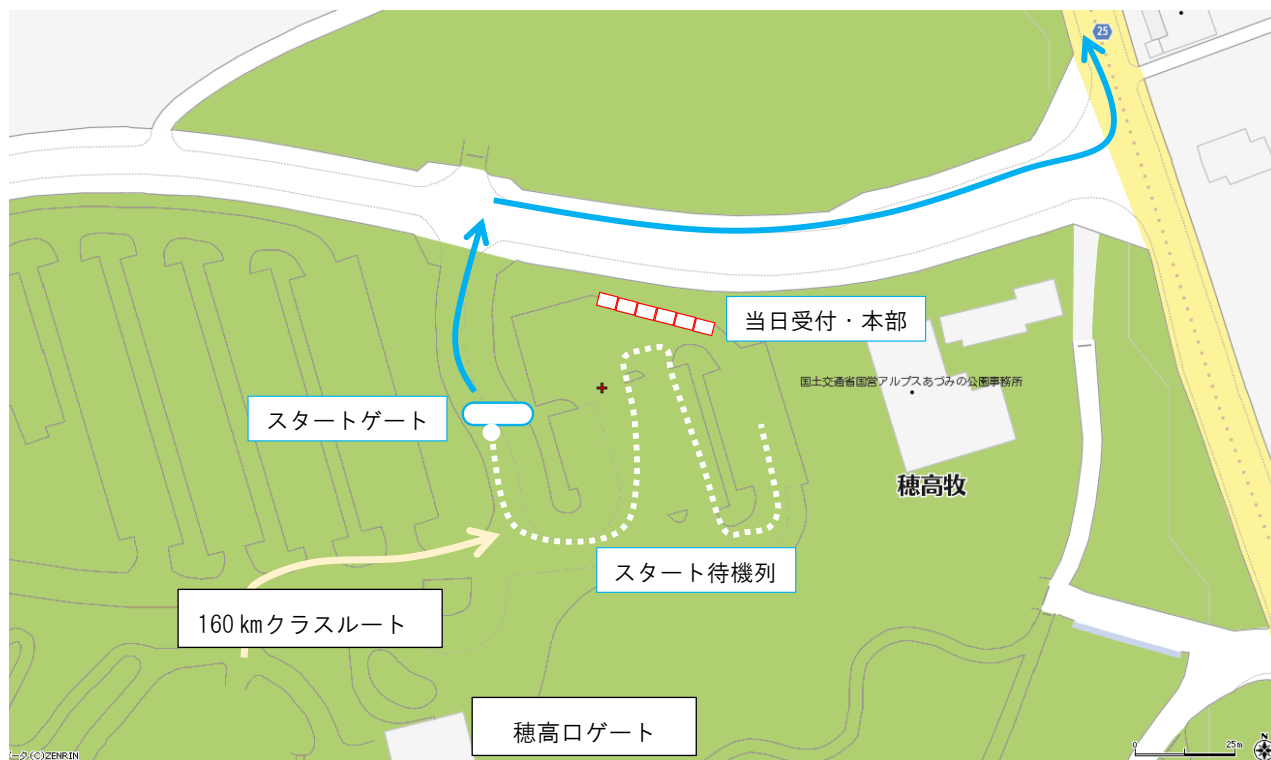 25
当日受付・本部
国土交通省国営アルプスあづみの公園事務所
スタートゲート
穂高牧
スタート待機列
160㎞クラスルート
穂高口ゲート
ータ(C)ZENRIN
0 25m
N